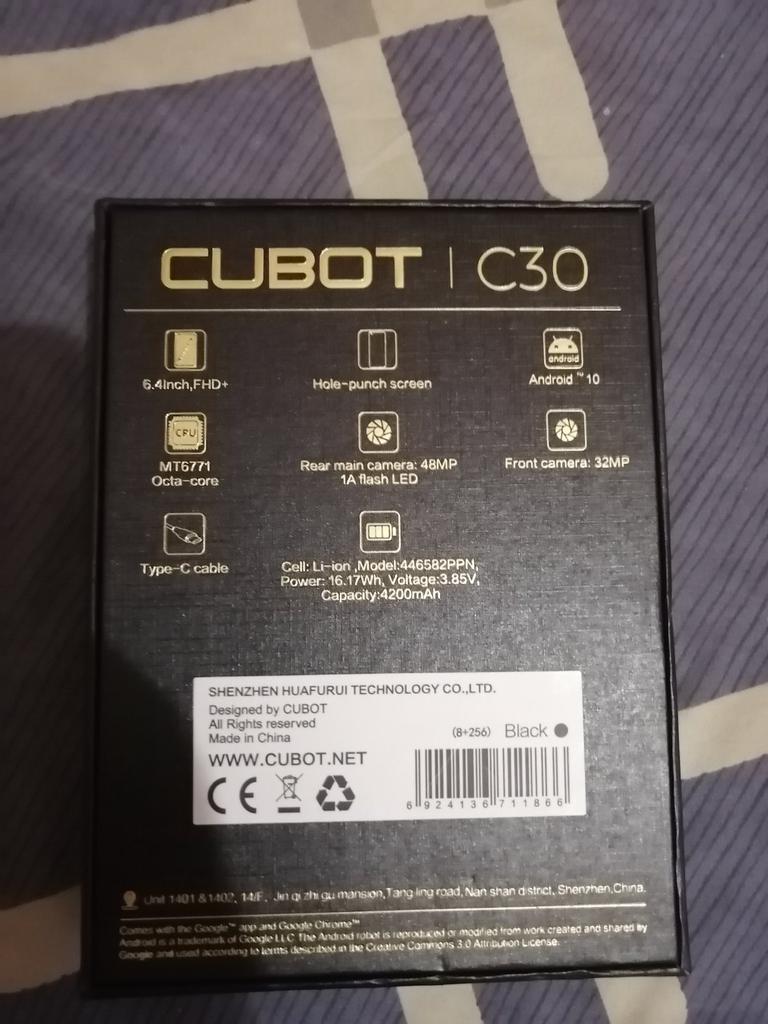 CUBOT | C30
6.4Inch,FHD+
Hole-punch screen
android
Android™ 10
CPU
MT6771
Octa-core
Rear main camera: 48MP
1A flash LED
Front camera: 32MP
Type-C cable
Cell: Li-ion ,Model:446582PPN,
Power: 16.17Wh, Voltage:3.85V,
Capacity:4200mAh
SHENZHEN HUAFURUI TECHNOLOGY CO.,LTD.
Designed by CUBOT
All Rights reserved
Made in China
(8+256) Black
WWW.CUBOT.NET
CE
6 924136 711866
Unit 1401 &1402, 14/F, Jin qi zhi gu mansion,Tang ling road, Nan shan district, Shenzhen,China.
Comes with the Google™ app and Google Chrome™
Android is a trademark of Google LLC The Android robot is reproduced or modified from work created and shared by
Google and used according to terms described in the Creative Commons 3.0 Attribution License.